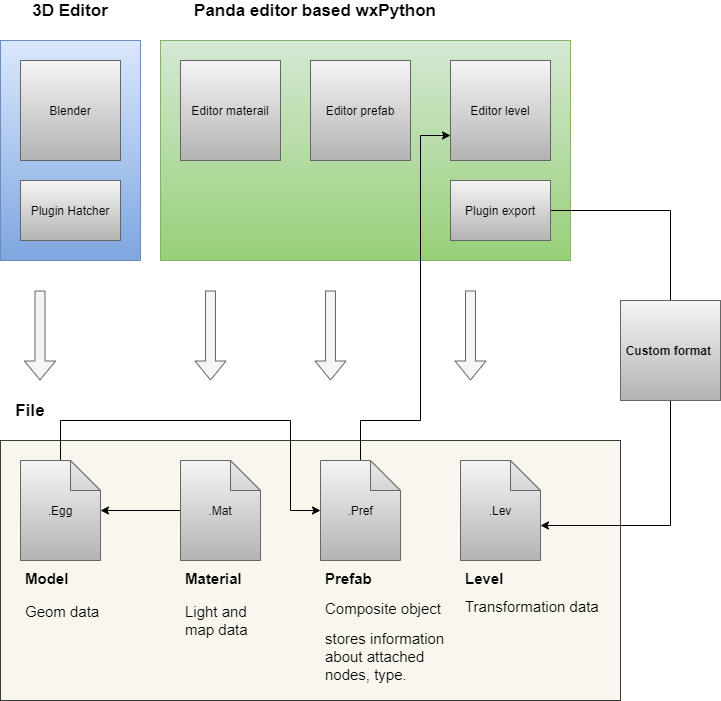 3D Editor
Panda editor based wxPython
Blender
Editor materail
Editor prefab
Editor level
Plugin Hatcher
Plugin export
Custom format
File
.Egg
.Mat
.Pref
.Lev
Model
Material
Prefab
Level
Geom data
Light and
map data
Composite object
stores information
about attached
nodes, type.
Transformation data